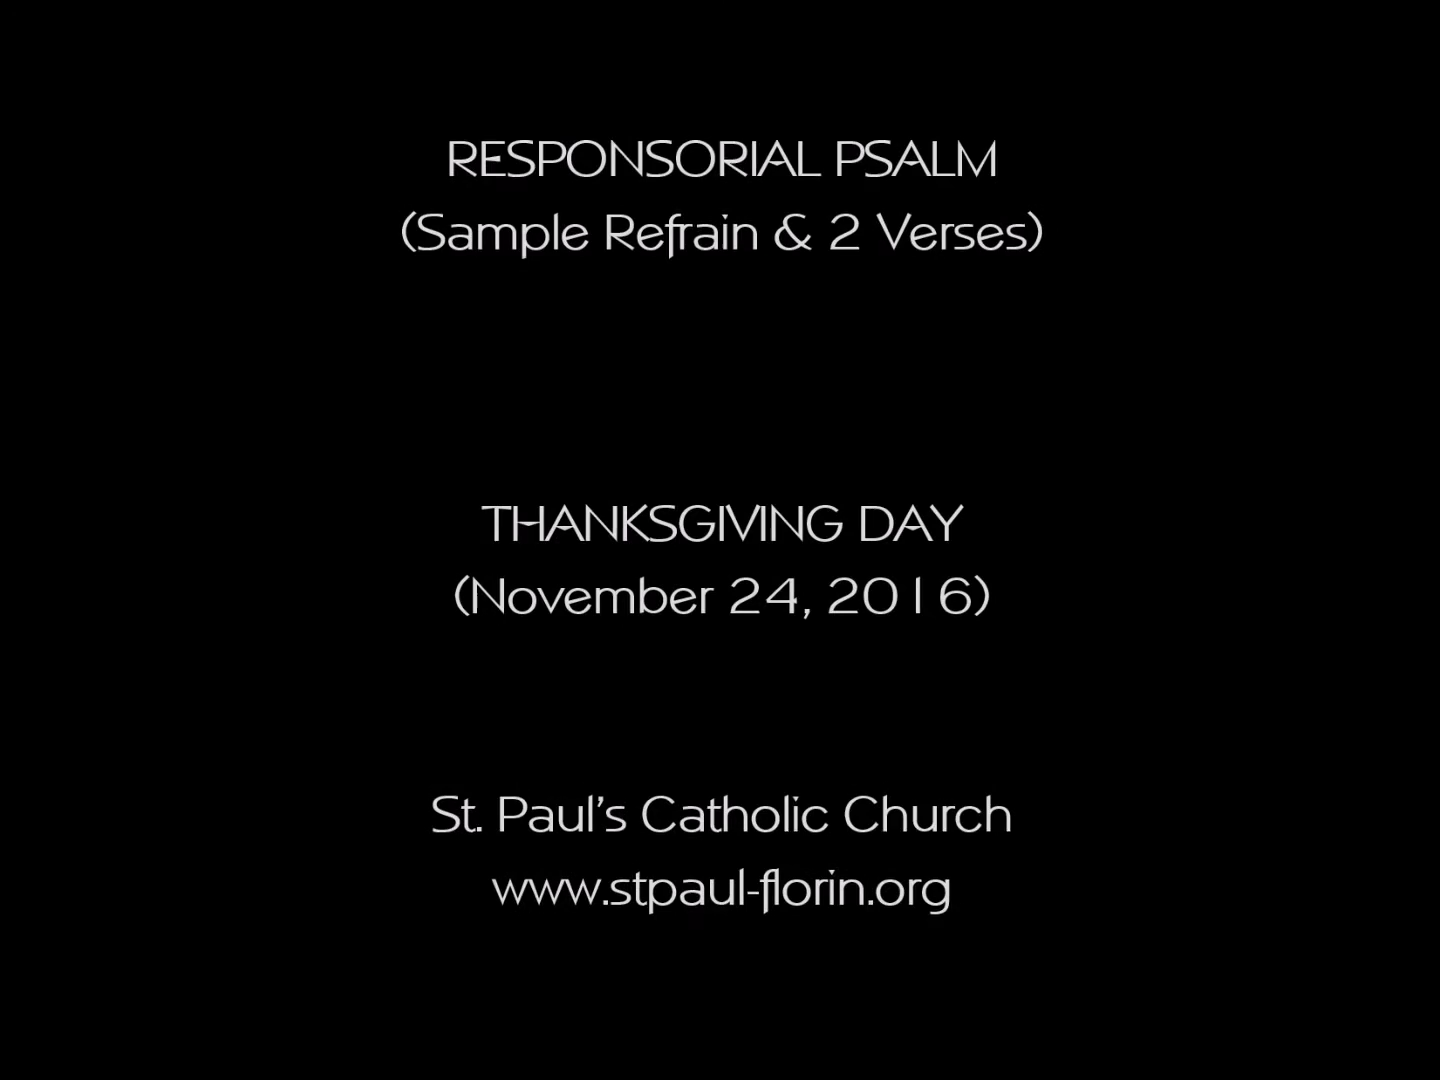 RESPONSORIAL PSALM
(Sample Refrain & 2 Verses)
THANKSGIVING DAY
(November 24, 2016)
St. Paul’s Catholic Church
www.stpaul-florin.org